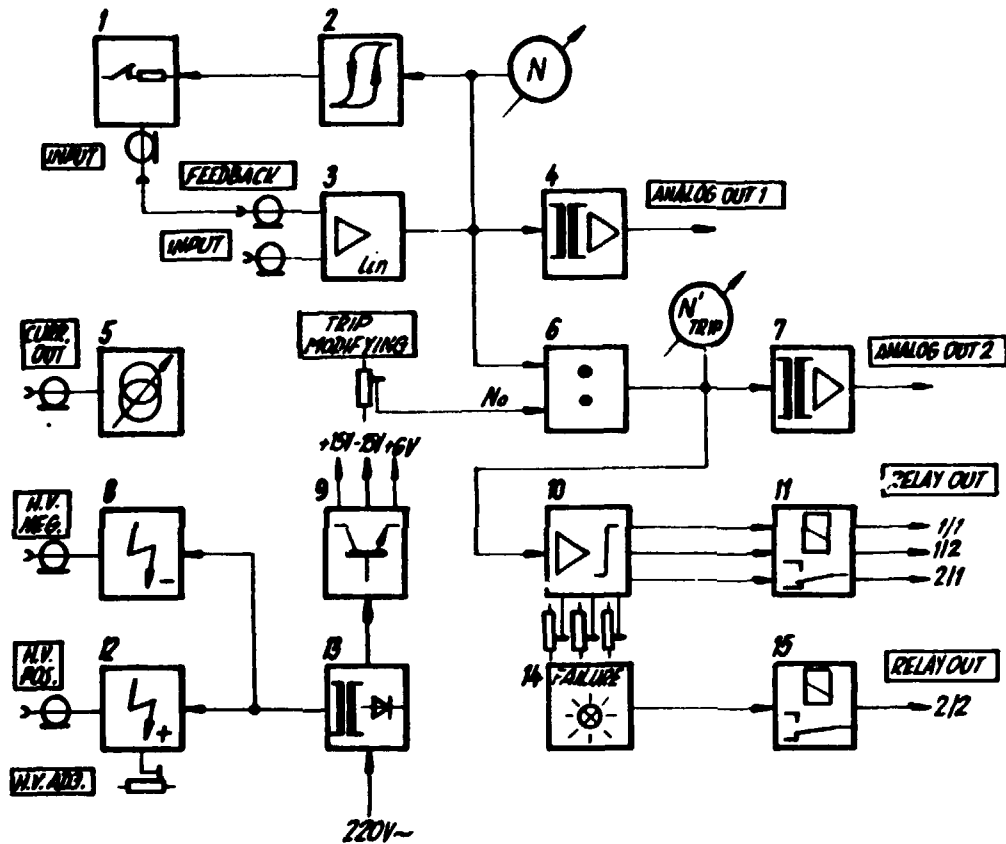 1
2
N
INPUT
FEEDBACK
3
4
ANALOG OUT 1
INPUT
lin
CURR.
OUT
5
TRIP
MODIFYING
N'
TRIP
6
7
ANALOG OUT 2
No
+15V -15V +6V
H.V.
NEG.
8
9
10
11
RELAY OUT
1/1
1/2
2/1
-
H.V.
POS.
12
13
14
FAILURE
15
RELAY OUT
2/2
+
H.V. ADJ.
220V~